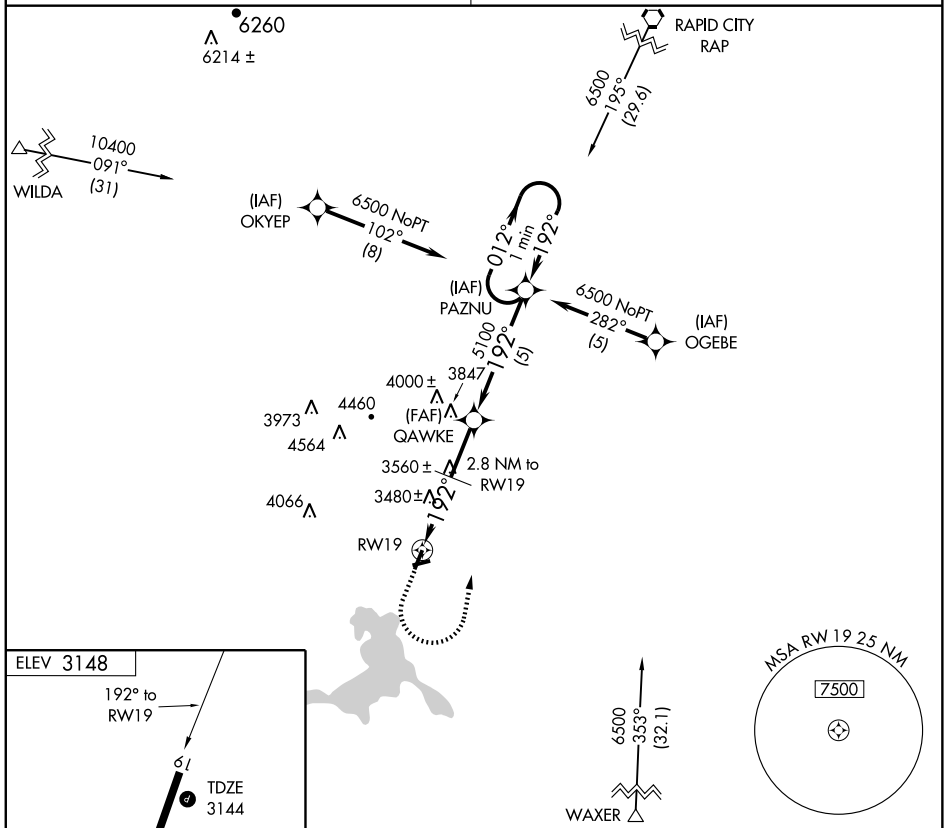 6260
6214 ±
RAPID CITY
RAP
6500
195°
(29.6)
10400
091°
(31)
WILDA
(IAF)
OKYEP
6500 NoPT
102°
(8)
012°
1 min
192°
(IAF)
PAZNU
6500 NoPT
282°
(5)
(IAF)
OGEBE
5100
192°
(5)
4000 ±
3847
3973
4460
4564
(FAF)
QAWKE
3560 ±
2.8 NM to
RW19
4066
3480 ±
192°
RW19
ELEV 3148
192° to
RW19
19
P
TDZE
3144
6500
353°
(32.1)
WAXER
MSA RW 19 25 NM
7500